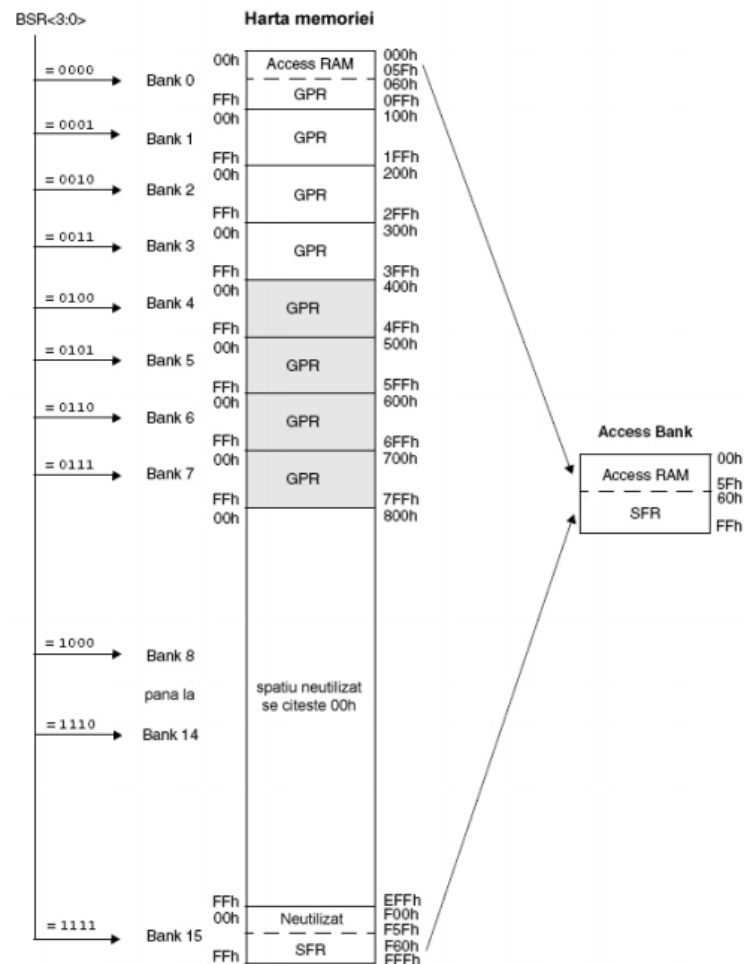 BSR<3:0>
Harta memoriei
= 0000
Bank 0
00h
Access RAM
000h
05Fh
060h
FFh
GPR
0FFh
= 0001
Bank 1
00h
GPR
100h
FFh
1FFh
= 0010
Bank 2
00h
GPR
200h
FFh
2FFh
= 0011
Bank 3
00h
GPR
300h
FFh
3FFh
= 0100
Bank 4
00h
GPR
400h
FFh
4FFh
= 0101
Bank 5
00h
GPR
500h
FFh
5FFh
= 0110
Bank 6
00h
GPR
600h
FFh
6FFh
= 0111
Bank 7
00h
GPR
700h
FFh
7FFh
00h
800h
= 1000
Bank 8
pana la
= 1110
Bank 14
spatiu neutilizat
se citeste 00h
FFh
EFFh
= 1111
Bank 15
00h
Neutilizat
F00h
F5Fh
F60h
FFh
SFR
FFFh
Access Bank
00h
Access RAM
5Fh
60h
SFR
FFh